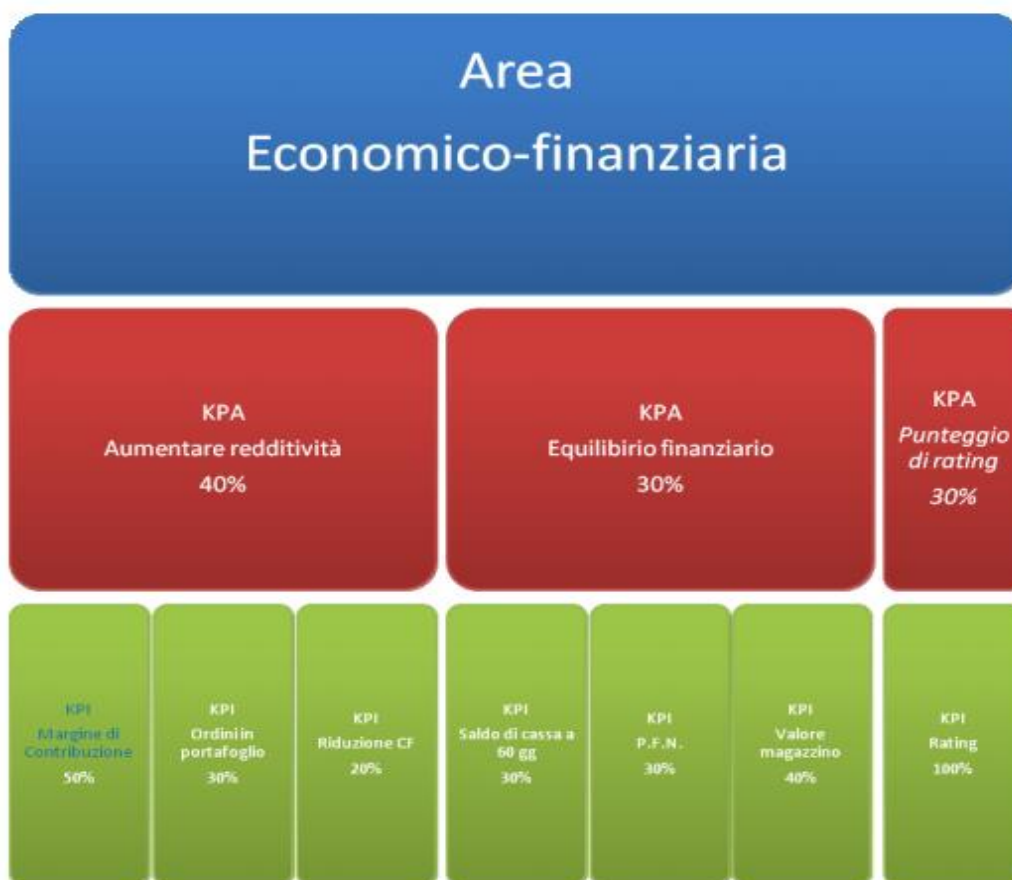 Area
Economico-finanziaria
KPA
Aumentare redditività
40%
KPA
Equilibirio finanziario
30%
KPA
Punteggio
di rating
30%
KPI
Margine di
Contribuzione
50%
KPI
Ordini in
portafoglio
30%
KPI
Riduzione CF
20%
KPI
Saldo di cassa a
60 gg
30%
KPI
P.F.N.
30%
KPI
Valore
magazzino
40%
KPI
Rating
100%